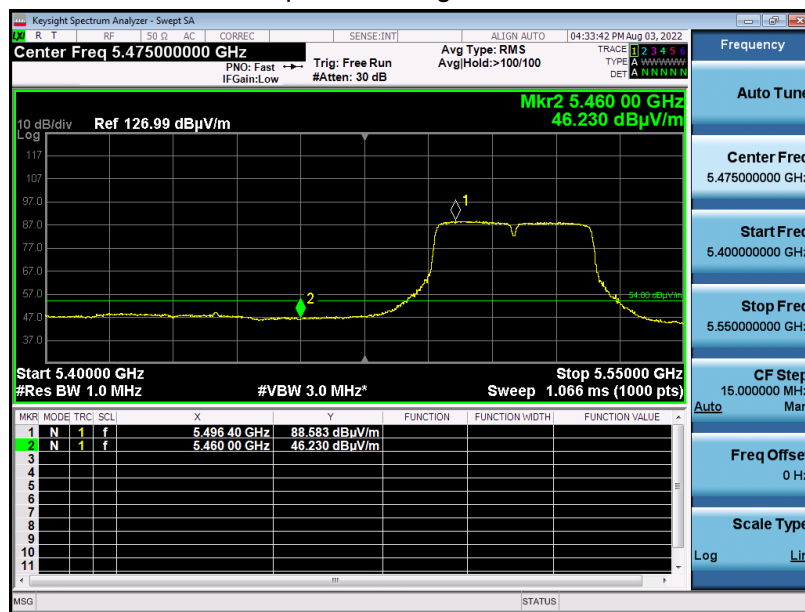 Keysight Spectrum Analyzer - Swept SA
LXI R T RF 50 Ω AC CORREC SENSE:INT ALIGN AUTO 04:33:42 PM Aug 03, 2022
Center Freq 5.475000000 GHz
PNO: Fast
IFGain:Low
Trig: Free Run
#Atten: 30 dB
Avg Type: RMS
Avg|Hold:>100/100
TRACE 1 2 3 4 5 6
TYPE A WWWWW
DET A N N N N N
Mkr2 5.460 00 GHz
46.230 dBµV/m
10 dB/div Ref 126.99 dBµV/m
Log
117
107
97.0
87.0
77.0
67.0
57.0
47.0
37.0
1
2
54.00 dBµV/m
Start 5.40000 GHz Stop 5.55000 GHz
#Res BW 1.0 MHz #VBW 3.0 MHz* Sweep 1.066 ms (1000 pts)
MKR MODE TRC SCL X Y FUNCTION FUNCTION WIDTH FUNCTION VALUE
1 N 1 f 5.496 40 GHz 88.583 dBµV/m
2 N 1 f 5.460 00 GHz 46.230 dBµV/m
3
4
5
6
7
8
9
10
11
MSG STATUS
Frequency
Auto Tune
Center Freq
5.475000000 GHz
Start Freq
5.400000000 GHz
Stop Freq
5.550000000 GHz
CF Step
15.000000 MHz
Auto Man
Freq Offset
0 Hz
Scale Type
Log Lin